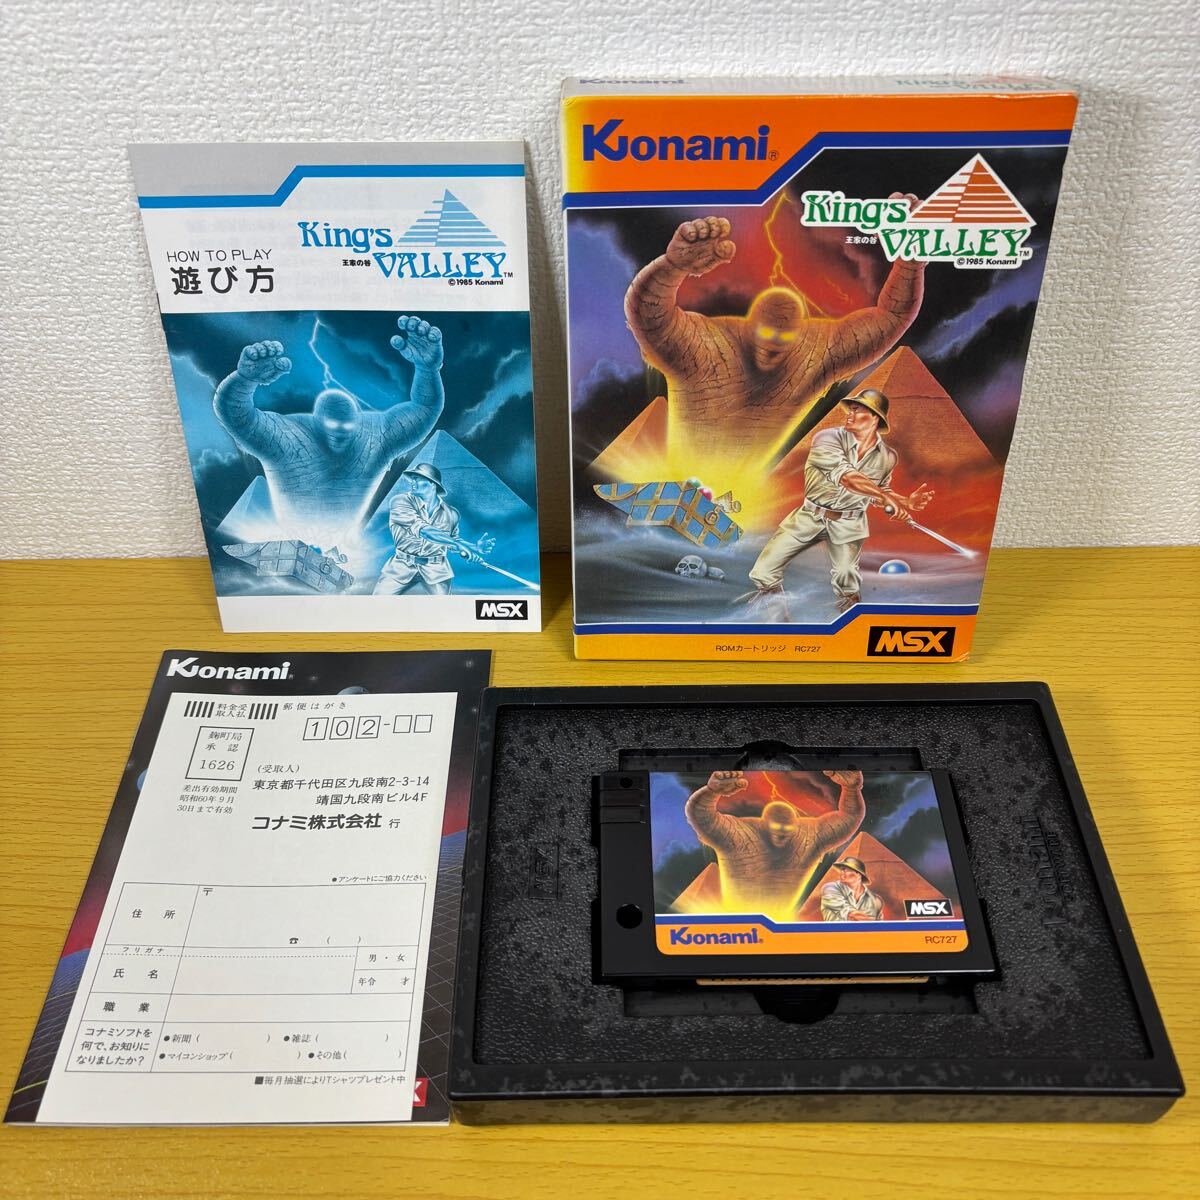 HOW TO PLAY
遊び方
King's
王家の谷
VALLEY™
©1985 Konami
MSX
Konami
King's
VALLEY
Konami®
King's
王家の谷
VALLEY™
©1985 Konami
ROMカートリッジ RC727
MSX
Konami®
料金受
取人払
郵便はがき
102-
麹町局
承認
1626
差出有効期間
昭和60年9月
30日まで有効
(受取人)
東京都千代田区九段南2-3-14
靖国九段南ビル4F
コナミ株式会社 行
●アンケートにご協力ください
住所
〒
☎ ( )
フリガナ
氏名
男・女
年令 才
職業
コナミソフトを
何で、お知りに
なりましたか?
●新聞( ) ●雑誌( )
●マイコンショップ( ) ●その他( )
■毎月抽選によりTシャツプレゼント中
MSX
Konami®
RC727